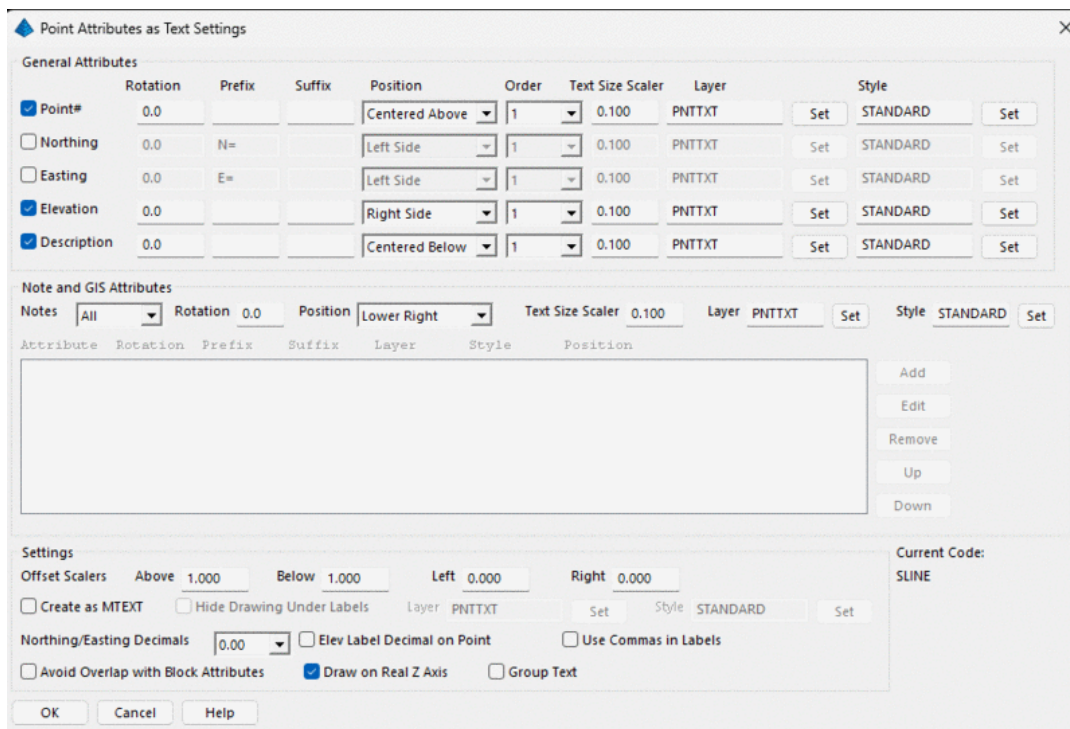 Point Attributes as Text Settings
General Attributes
Rotation Prefix Suffix Position Order Text Size Scaler Layer Style
Point# 0.0 Centered Above 1 0.100 PNTTXT Set STANDARD Set
Northing 0.0 N= Left Side 1 0.100 PNTTXT Set STANDARD Set
Easting 0.0 E= Left Side 1 0.100 PNTTXT Set STANDARD Set
Elevation 0.0 Right Side 1 0.100 PNTTXT Set STANDARD Set
Description 0.0 Centered Below 1 0.100 PNTTXT Set STANDARD Set
Note and GIS Attributes
Notes All Rotation 0.0 Position Lower Right Text Size Scaler 0.100 Layer PNTTXT Set Style STANDARD Set
Attribute Rotation Prefix Suffix Layer Style Position
Add
Edit
Remove
Up
Down
Settings
Offset Scalers Above 1.000 Below 1.000 Left 0.000 Right 0.000
Create as MTEXT Hide Drawing Under Labels Layer PNTTXT Set Style STANDARD Set
Northing/Easting Decimals 0.00 Elev Label Decimal on Point Use Commas in Labels
Avoid Overlap with Block Attributes Draw on Real Z Axis Group Text
Current Code:
SLINE
OK Cancel Help